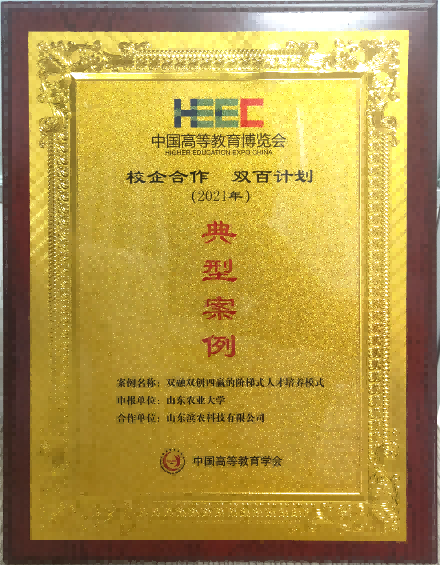 HEEC
中国高等教育博览会
HIGHER EDUCATION EXPO CHINA
校企合作 双百计划
(2021年)
典型案例
案例名称：双融双创四赢的阶梯式人才培养模式
申报单位：山东农业大学
合作单位：山东滨农科技有限公司
中国高等教育学会